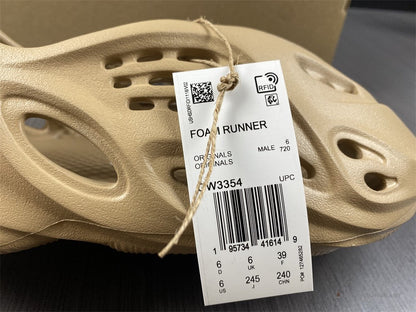 RFID
FOAM RUNNER
ORIGINALS
ORIGINALS
MALE
6
720
GW3354
UPC
1 95734 41614 9
6 6 39
D UK F
6 245 240
US J CHN